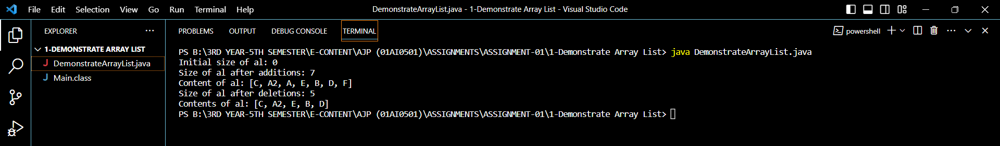 File Edit Selection View Go Run Terminal Help
DemonstrateArrayList.java - 1-Demonstrate Array List - Visual Studio Code
EXPLORER
1-DEMONSTRATE ARRAY LIST
J DemonstrateArrayList.java
J Main.class
PROBLEMS OUTPUT DEBUG CONSOLE TERMINAL
powershell
PS B:\3RD YEAR-5TH SEMESTER\E-CONTENT\AJP (01AI0501)\ASSIGNMENTS\ASSIGNMENT-01\1-Demonstrate Array List> java DemonstrateArrayList.java
Initial size of al: 0
Size of al after additions: 7
Content of al: [C, A2, A, E, B, D, F]
Size of al after deletions: 5
Contents of al: [C, A2, E, B, D]
PS B:\3RD YEAR-5TH SEMESTER\E-CONTENT\AJP (01AI0501)\ASSIGNMENTS\ASSIGNMENT-01\1-Demonstrate Array List>